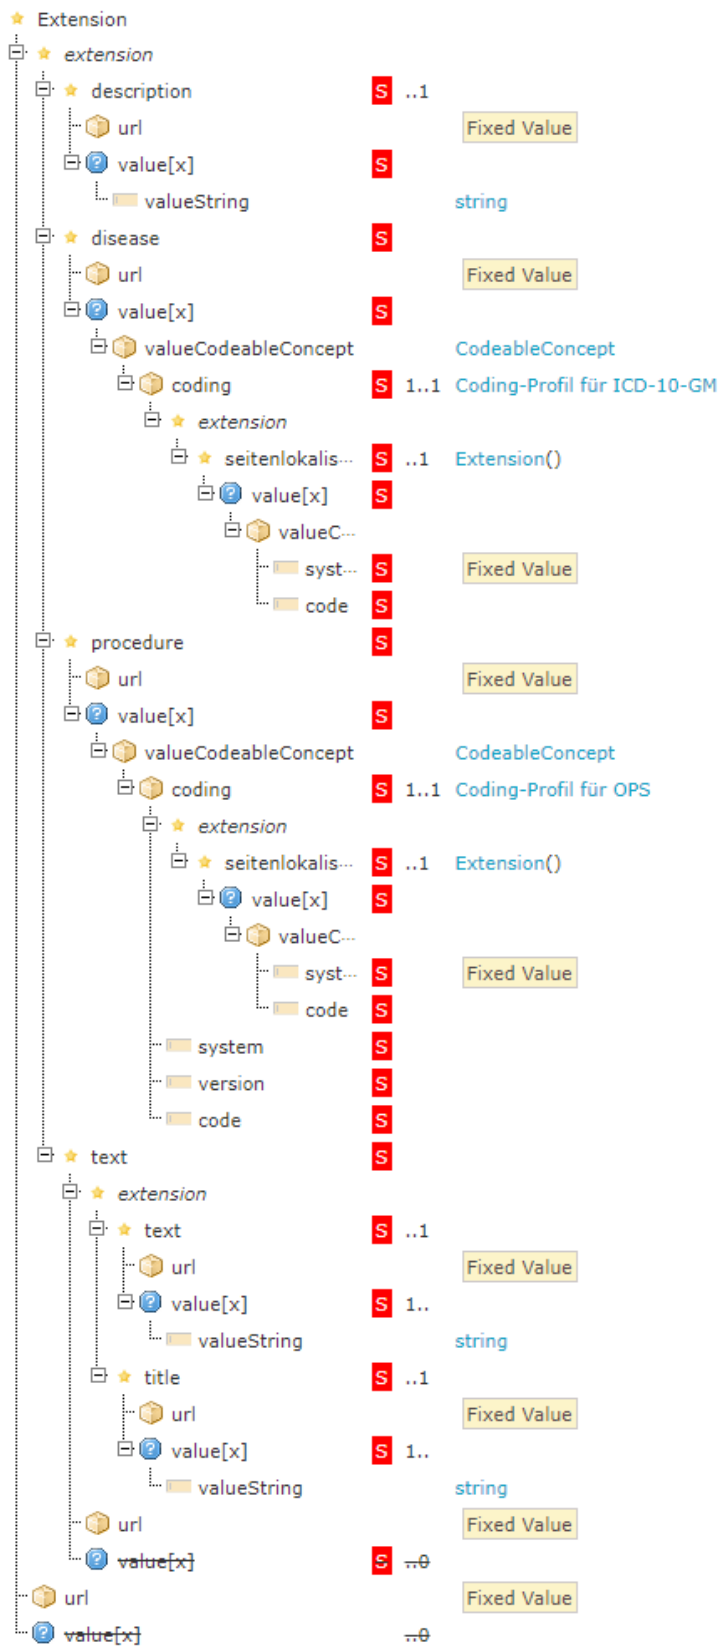 Extension
extension
description S ..1
url Fixed Value
value[x] S
valueString string
disease S
url Fixed Value
value[x] S
valueCodeableConcept CodeableConcept
coding S 1..1 Coding-Profil für ICD-10-GM
extension
seitenlokalis... S ..1 Extension()
value[x] S
valueC...
syst... S Fixed Value
code S
procedure S
url Fixed Value
value[x] S
valueCodeableConcept CodeableConcept
coding S 1..1 Coding-Profil für OPS
extension
seitenlokalis... S ..1 Extension()
value[x] S
valueC...
syst... S Fixed Value
code S
system S
version S
code S
text S
extension
text S ..1
url Fixed Value
value[x] S 1..
valueString string
title S ..1
url Fixed Value
value[x] S 1..
valueString string
url Fixed Value
value[x] S ..0
url Fixed Value
value[x] ..0